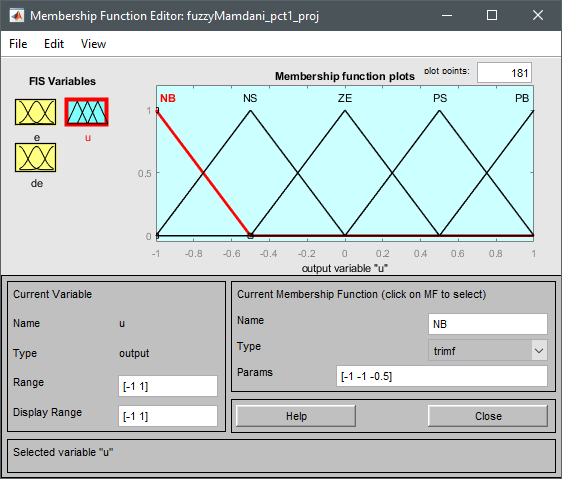 Membership Function Editor: fuzzyMamdani_pct1_proj
File Edit View
FIS Variables
e
u
de
Membership function plots
plot points:
181
NB NS ZE PS PB
1
0.5
0
-1 -0.8 -0.6 -0.4 -0.2 0 0.2 0.4 0.6 0.8 1
output variable "u"
Current Variable
Name u
Type output
Range [-1 1]
Display Range [-1 1]
Current Membership Function (click on MF to select)
Name NB
Type trimf
Params [-1 -1 -0.5]
Help Close
Selected variable "u"